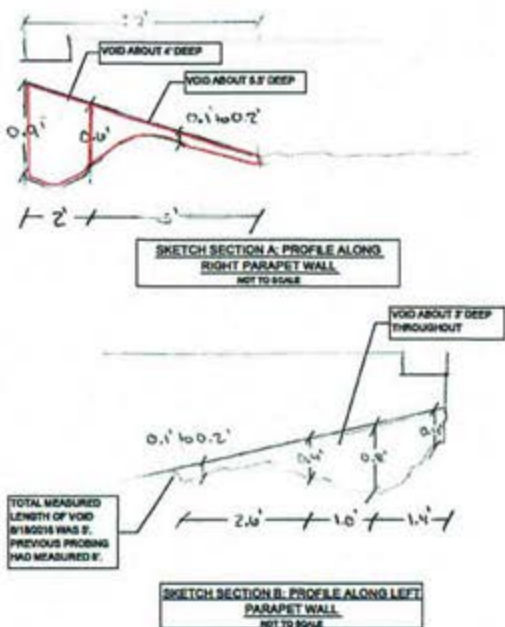 VOID ABOUT 4' DEEP
VOID ABOUT 5.5' DEEP
0.9'
0.6'
0.1' to 0.2'
2'
SKETCH SECTION A: PROFILE ALONG
RIGHT PARAPET WALL
NOT TO SCALE
VOID ABOUT 3' DEEP
THROUGHOUT
0.1' to 0.2'
0.8'
2.6'
1.0'
1.4'
TOTAL MEASURED
LENGTH OF VOID
WAS 5'.
PREVIOUS PROBING
HAD MEASURED
SKETCH SECTION B: PROFILE ALONG LEFT
PARAPET WALL
NOT TO SCALE